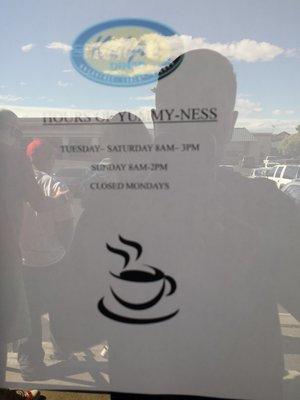 HOURS OF YUMMY-NESS
TUESDAY- SATURDAY 8AM- 3PM
SUNDAY 8AM-2PM
CLOSED MONDAYS